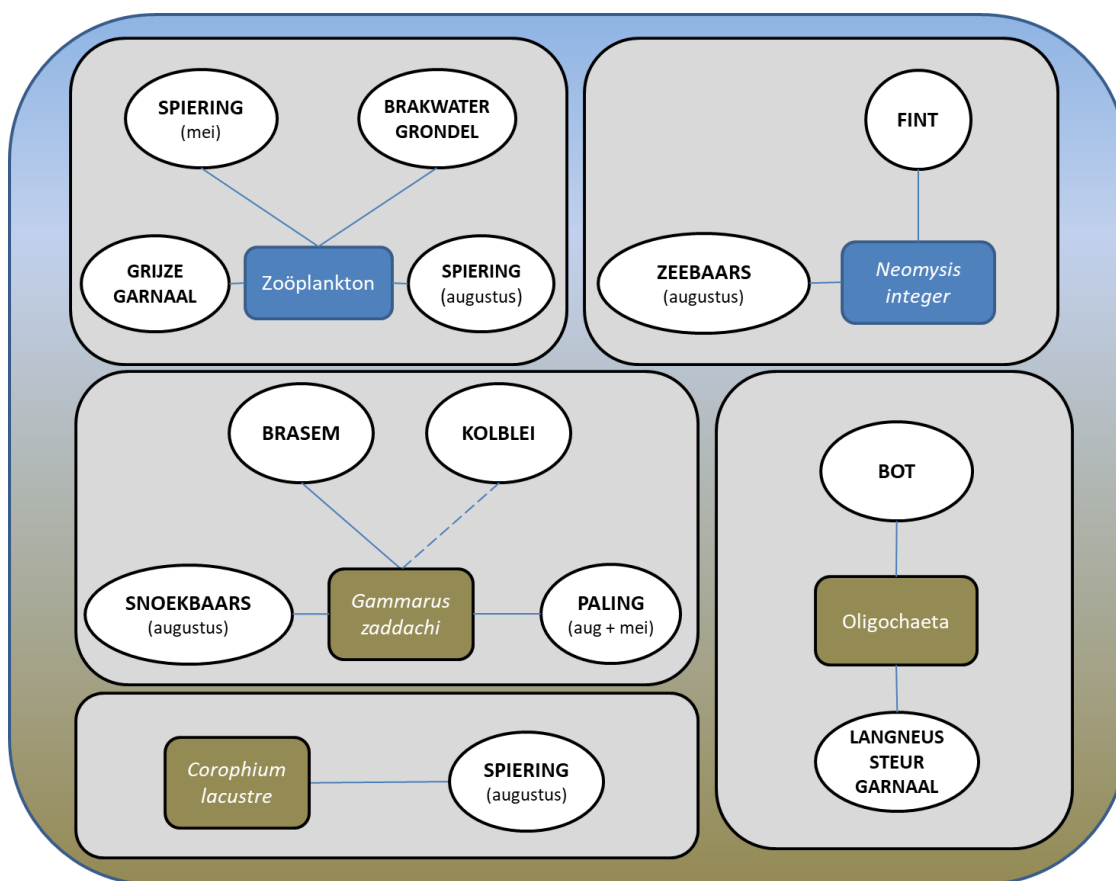 SPIERING
(mei)
BRAKWATER
GRONDEL
GRIJZE
GARNAAL
Zoöplankton
SPIERING
(augustus)
FINT
ZEEBAARS
(augustus)
Neomysis
integer
BRASEM
KOLBLEI
SNOEKBAARS
(augustus)
Gammarus
zaddachi
PALING
(aug + mei)
BOT
Oligochaeta
LANGNEUS
STEUR
GARNAAL
Corophium
lacustre
SPIERING
(augustus)